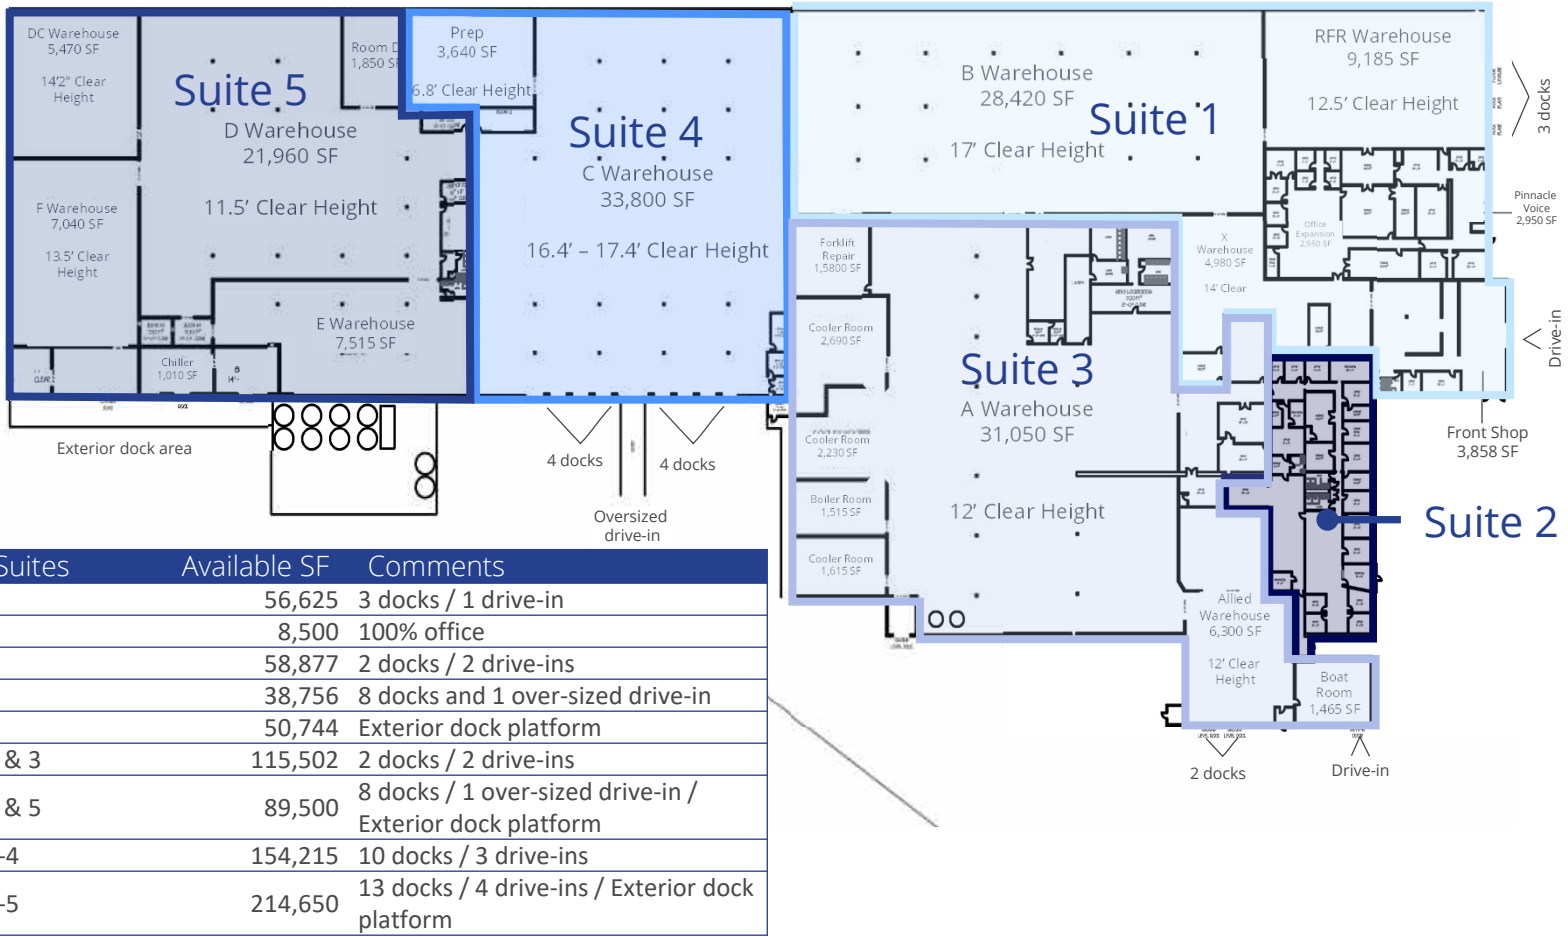 DC Warehouse
5,470 SF
14'2" Clear
Height
Room D
1,850 SF
Suite 5
D Warehouse
21,960 SF
11.5' Clear Height
F Warehouse
7,040 SF
13.5' Clear
Height
E Warehouse
7,515 SF
Chiller
1,010 SF
Exterior dock area
Prep
3,640 SF
6.8' Clear Height
Suite 4
C Warehouse
33,800 SF
16.4' – 17.4' Clear Height
4 docks
4 docks
Oversized
drive-in
B Warehouse
28,420 SF
Suite 1
17' Clear Height
RFR Warehouse
9,185 SF
12.5' Clear Height
3 docks
Pinnacle
Voice
2,950 SF
Office
Expansion
2,950 SF
X
Warehouse
4,980 SF
14' Clear
Drive-in
Front Shop
3,858 SF
Forklift
Repair
1,5800 SF
Cooler Room
2,690 SF
Suite 3
A Warehouse
31,050 SF
12' Clear Height
Cooler Room
2,230 SF
Boiler Room
1,515 SF
Cooler Room
1,615 SF
Suite 2
Allied
Warehouse
6,300 SF
12' Clear
Height
Boat
Room
1,465 SF
2 docks
Drive-in
Suites Available SF Comments
56,625 3 docks / 1 drive-in
8,500 100% office
58,877 2 docks / 2 drive-ins
38,756 8 docks and 1 over-sized drive-in
50,744 Exterior dock platform
& 3 115,502 2 docks / 2 drive-ins
& 5 89,500 8 docks / 1 over-sized drive-in /
Exterior dock platform
-4 154,215 10 docks / 3 drive-ins
-5 214,650 13 docks / 4 drive-ins / Exterior dock
platform